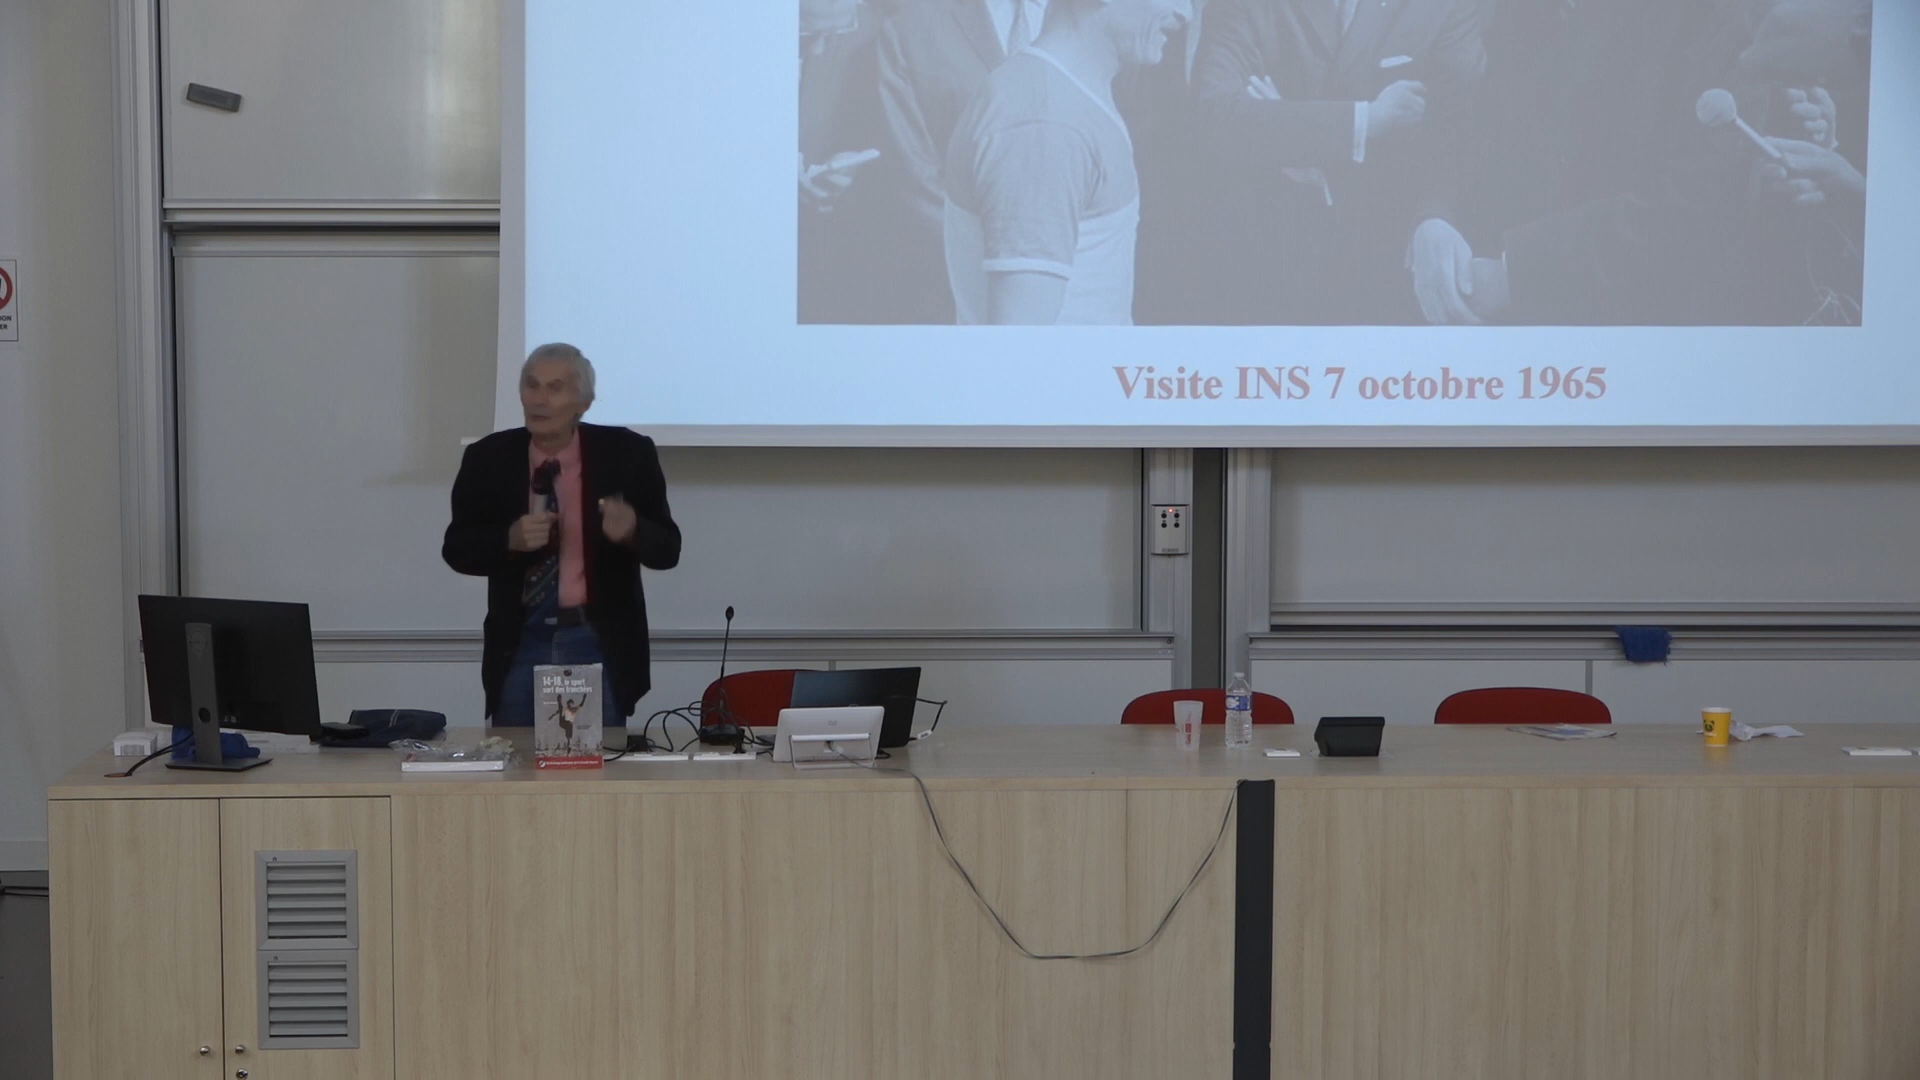 Visite INS 7 octobre 1965
14-18, le sport
sort des tranchées